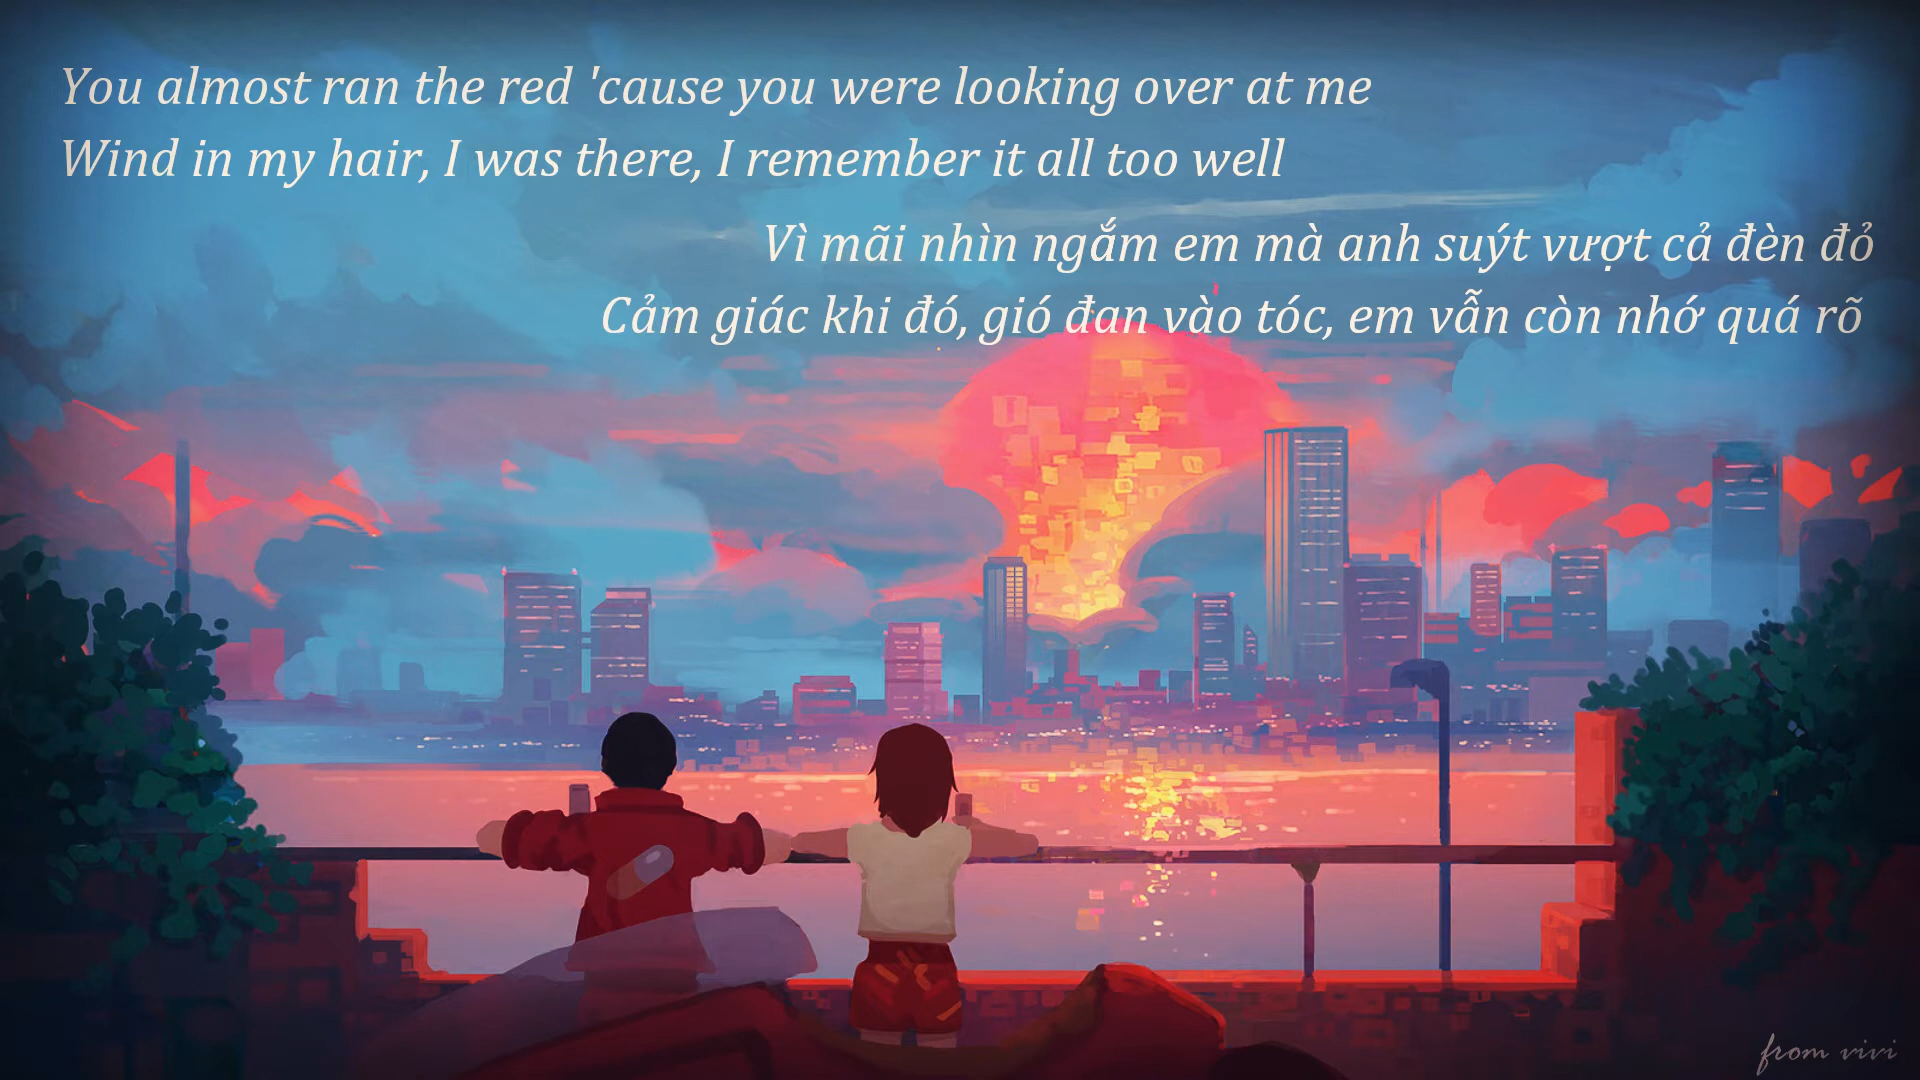 You almost ran the red 'cause you were looking over at me
Wind in my hair, I was there, I remember it all too well
Vì mãi nhìn ngắm em mà anh suýt vượt cả đèn đỏ
Cảm giác khi đó, gió đan vào tóc, em vẫn còn nhớ quá rõ
from vivi